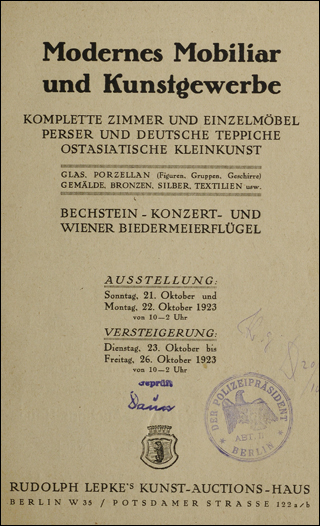 Modernes Mobiliar
und Kunstgewerbe
KOMPLETTE ZIMMER UND EINZELMÖBEL
PERSER UND DEUTSCHE TEPPICHE
OSTASIATISCHE KLEINKUNST
GLAS, PORZELLAN (Figuren, Gruppen, Geschirre)
GEMÄLDE, BRONZEN, SILBER, TEXTILIEN usw.
BECHSTEIN-KONZERT- UND
WIENER BIEDERMEIERFLÜGEL
AUSSTELLUNG:
Sonntag, 21. Oktober und
Montag, 22. Oktober 1923
von 10—2 Uhr
VERSTEIGERUNG:
Dienstag, 23. Oktober bis
Freitag, 26. Oktober 1923
von 10—2 Uhr
Geprüft
DER POLIZEIPRÄSIDENT
ABT. II
BERLIN
RUDOLPH LEPKE'S KUNST-AUCTIONS-HAUS
BERLIN W 35 / POTSDAMER STRASSE 122a/b